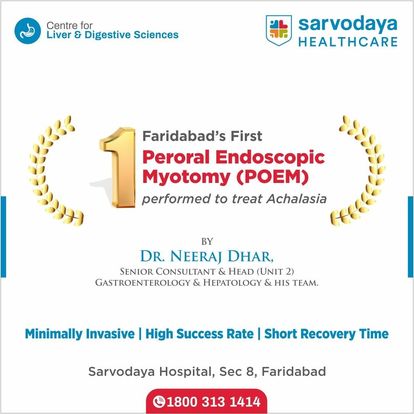 Centre for
Liver & Digestive Sciences
sarvodaya
HEALTHCARE
1
Faridabad's First
Peroral Endoscopic
Myotomy (POEM)
performed to treat Achalasia
BY
DR. NEERAJ DHAR,
SENIOR CONSULTANT & HEAD (UNIT 2)
GASTROENTEROLOGY & HEPATOLOGY & HIS TEAM.
Minimally Invasive | High Success Rate | Short Recovery Time
Sarvodaya Hospital, Sec 8, Faridabad
1800 313 1414